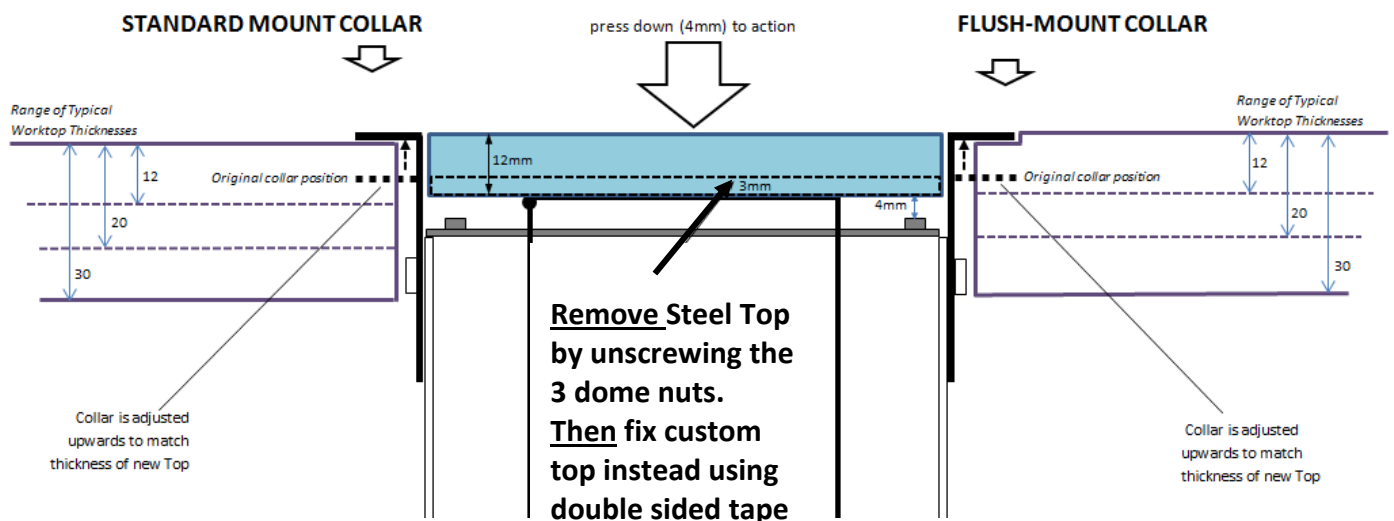 STANDARD MOUNT COLLAR
press down (4mm) to action
FLUSH-MOUNT COLLAR
Range of Typical
Worktop Thicknesses
Range of Typical
Worktop Thicknesses
12mm
12
12
Original collar position
3mm
Original collar position
4mm
20
20
30
30
Remove Steel Top
by unscrewing the
3 dome nuts.
Then fix custom
top instead using
double sided tape
Collar is adjusted
upwards to match
thickness of new Top
Collar is adjusted
upwards to match
thickness of new Top